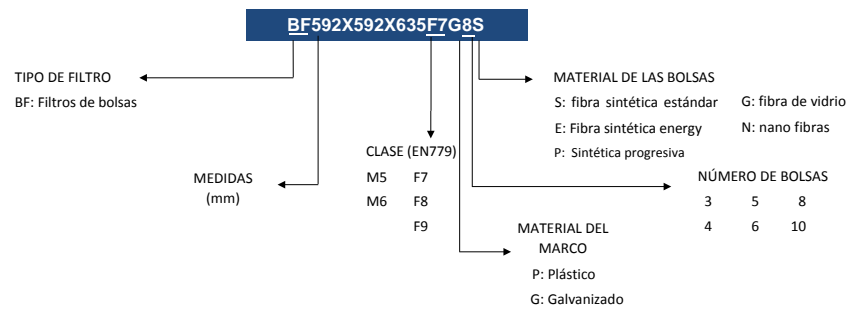 BF592X592X635F7G8S
TIPO DE FILTRO
BF: Filtros de bolsas
MEDIDAS
(mm)
CLASE (EN779)
M5 F7
M6 F8
F9
MATERIAL DEL
MARCO
P: Plástico
G: Galvanizado
MATERIAL DE LAS BOLSAS
S: fibra sintética estándar G: fibra de vidrio
E: Fibra sintética energy N: nano fibras
P: Sintética progresiva
NÚMERO DE BOLSAS
3 5 8
4 6 10